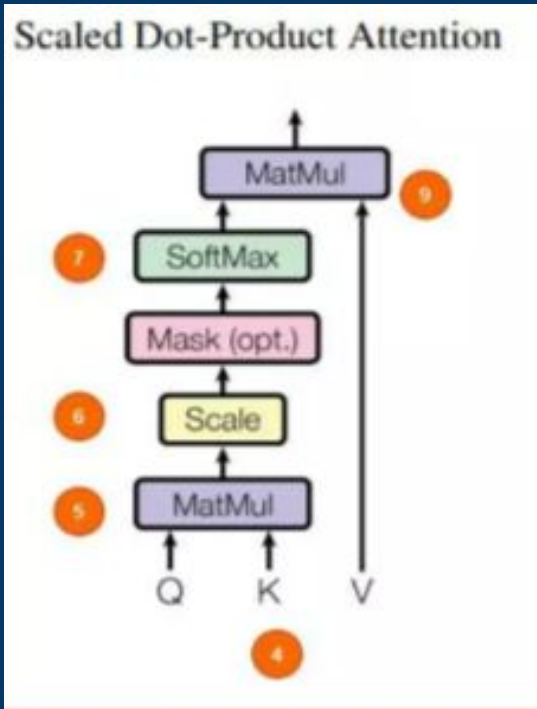 Scaled Dot-Product Attention
MatMul
9
7
SoftMax
Mask (opt.)
6
Scale
5
MatMul
Q K V
4